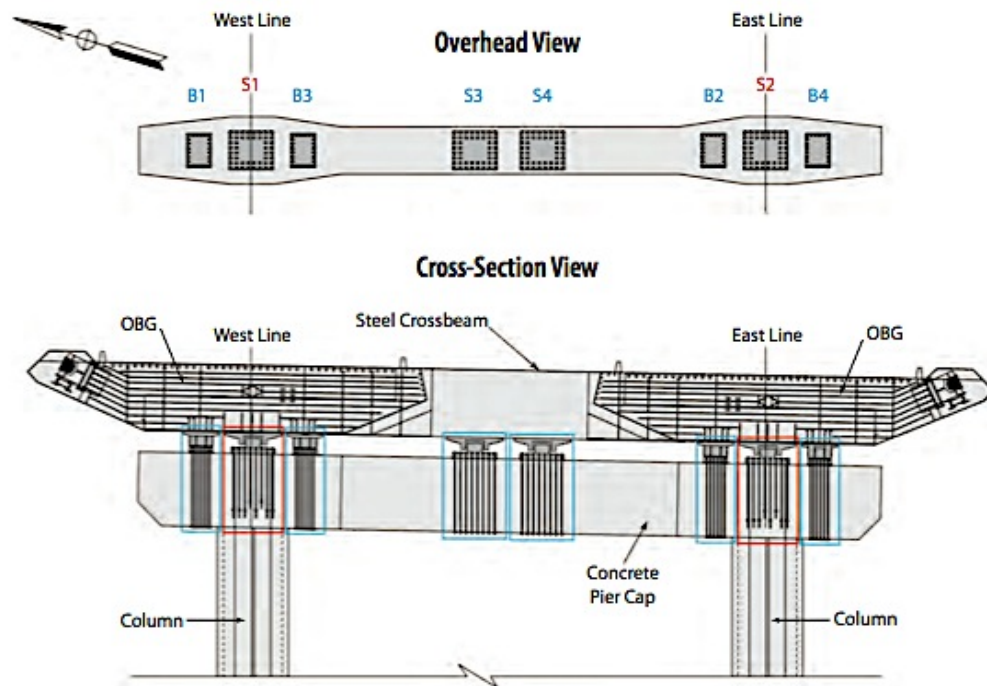 West Line
East Line
Overhead View
B1
S1
B3
S3
S4
B2
S2
B4
Cross-Section View
OBG
West Line
Steel Crossbeam
East Line
OBG
Concrete
Pier Cap
Column
Column